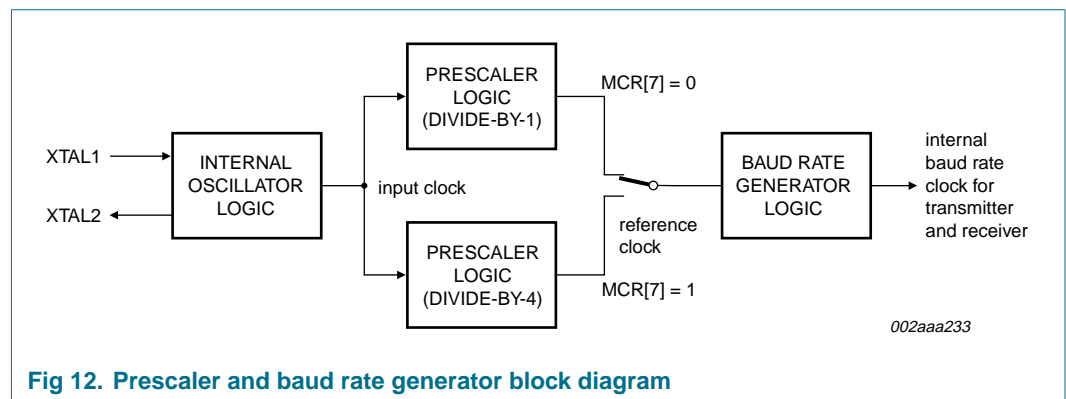 XTAL1
XTAL2
INTERNAL
OSCILLATOR
LOGIC
input clock
PRESCALER
LOGIC
(DIVIDE-BY-1)
MCR[7] = 0
PRESCALER
LOGIC
(DIVIDE-BY-4)
MCR[7] = 1
reference
clock
BAUD RATE
GENERATOR
LOGIC
internal
baud rate
clock for
transmitter
and receiver
002aaa233
Fig 12. Prescaler and baud rate generator block diagram